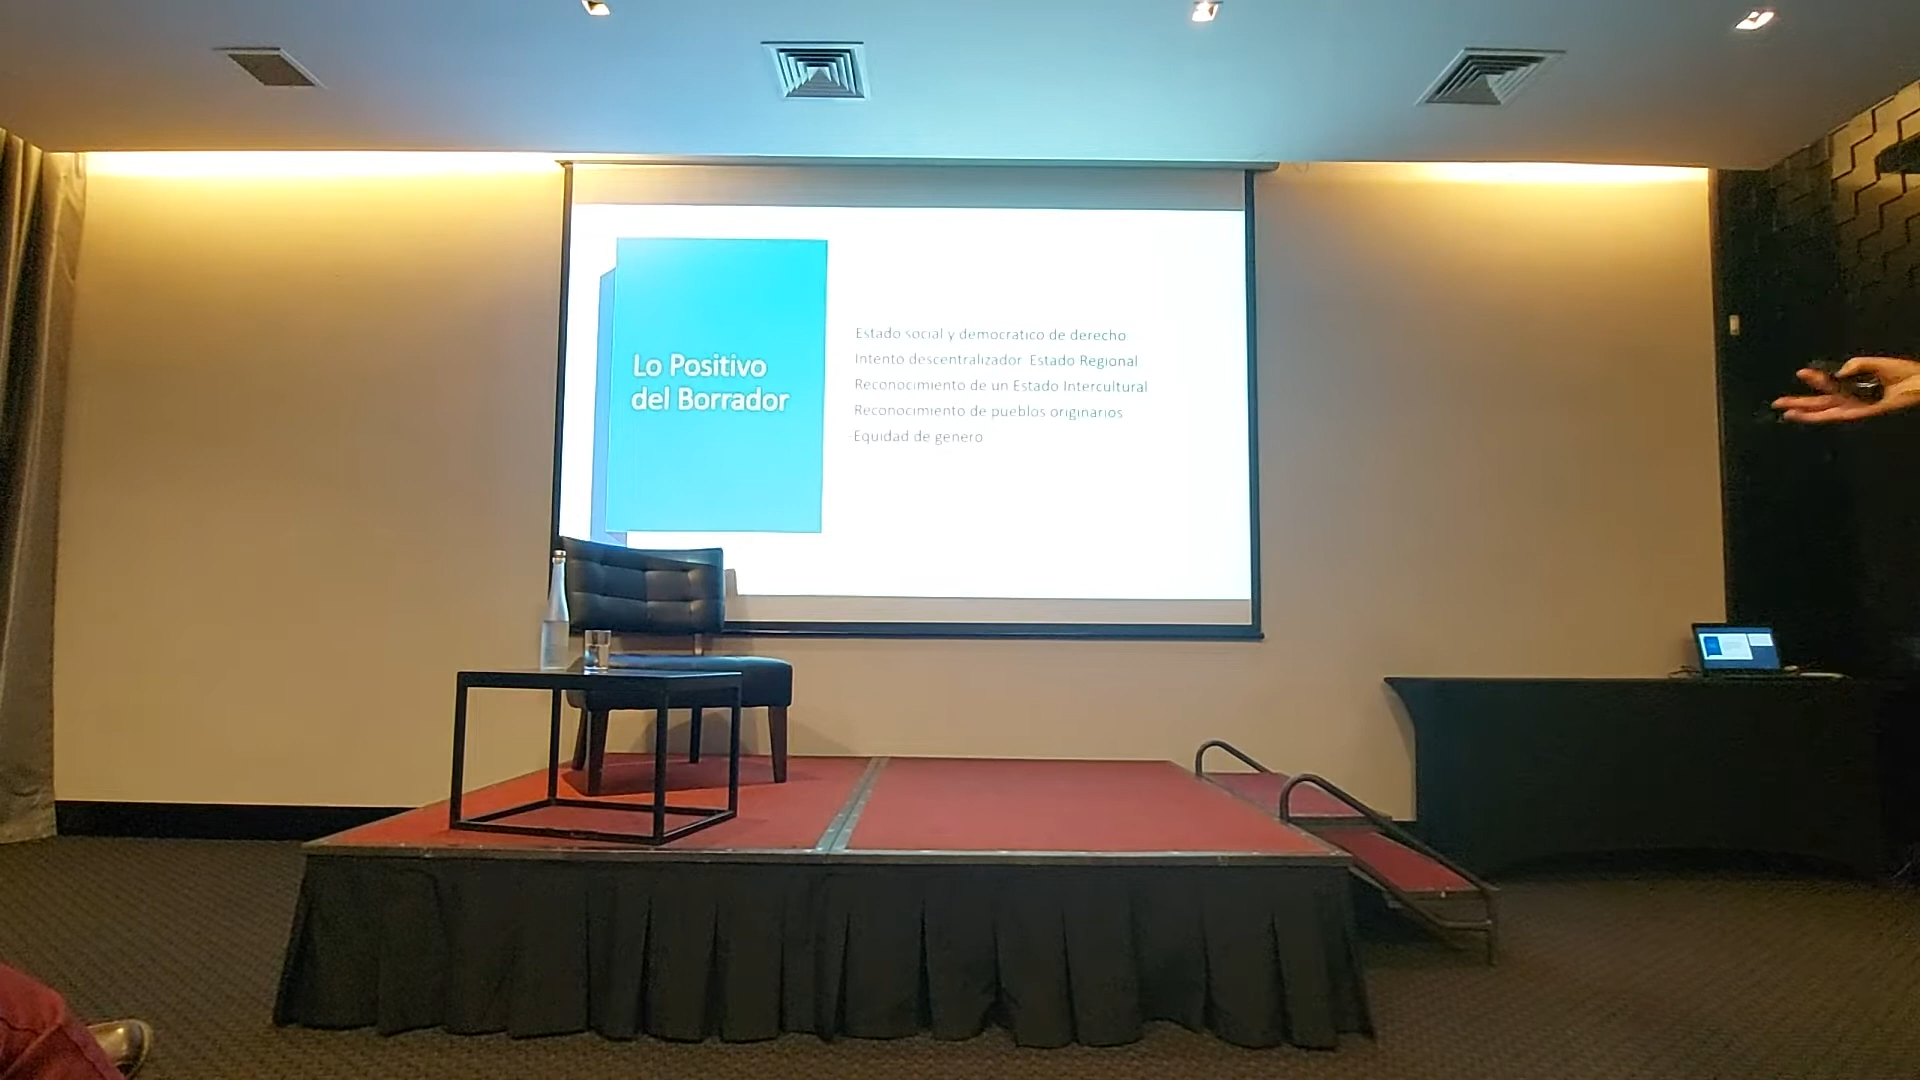 Lo Positivo
del Borrador
Estado social y democratico de derecho
Intento descentralizador Estado Regional
Reconocimiento de un Estado Intercultural
Reconocimiento de pueblos originarios
-Equidad de genero